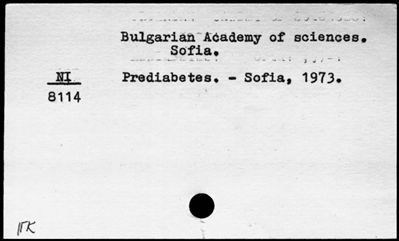 Bulgarian Academy of sciences.
Sofia.
NI
8114
Prediabetes. - Sofia, 1973.